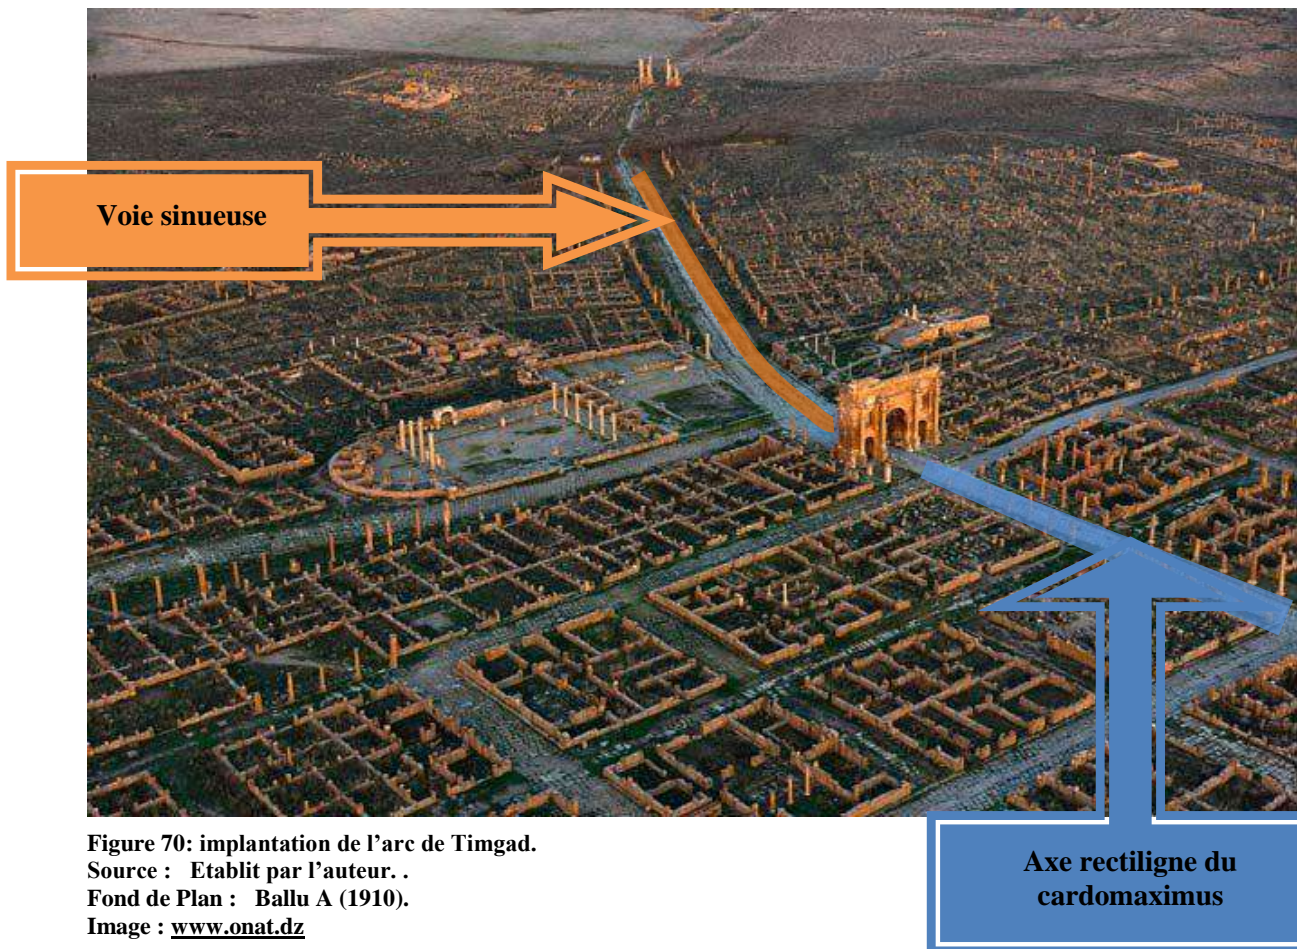 Voie sinueuse
Axe rectiligne du
cardomaximus
Figure 70: implantation de l’arc de Timgad.
Source : Etablit par l’auteur. .
Fond de Plan : Ballu A (1910).
Image : www.onat.dz